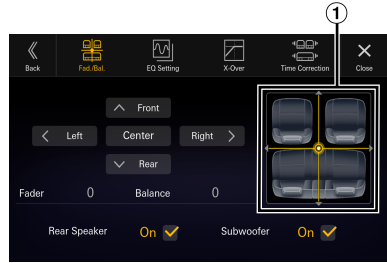 1
Back Fad./Bal. EQ Setting X-Over Time Correction Close
Front
Left Center Right
Rear
Fader 0 Balance 0
Rear Speaker On Subwoofer On